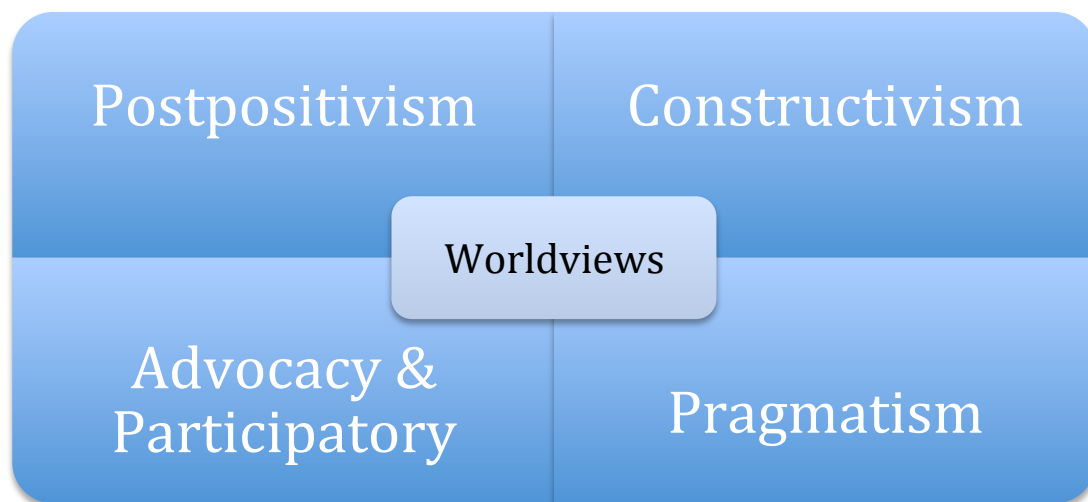 Postpositivism
Constructivism
Worldviews
Advocacy &
Participatory
Pragmatism